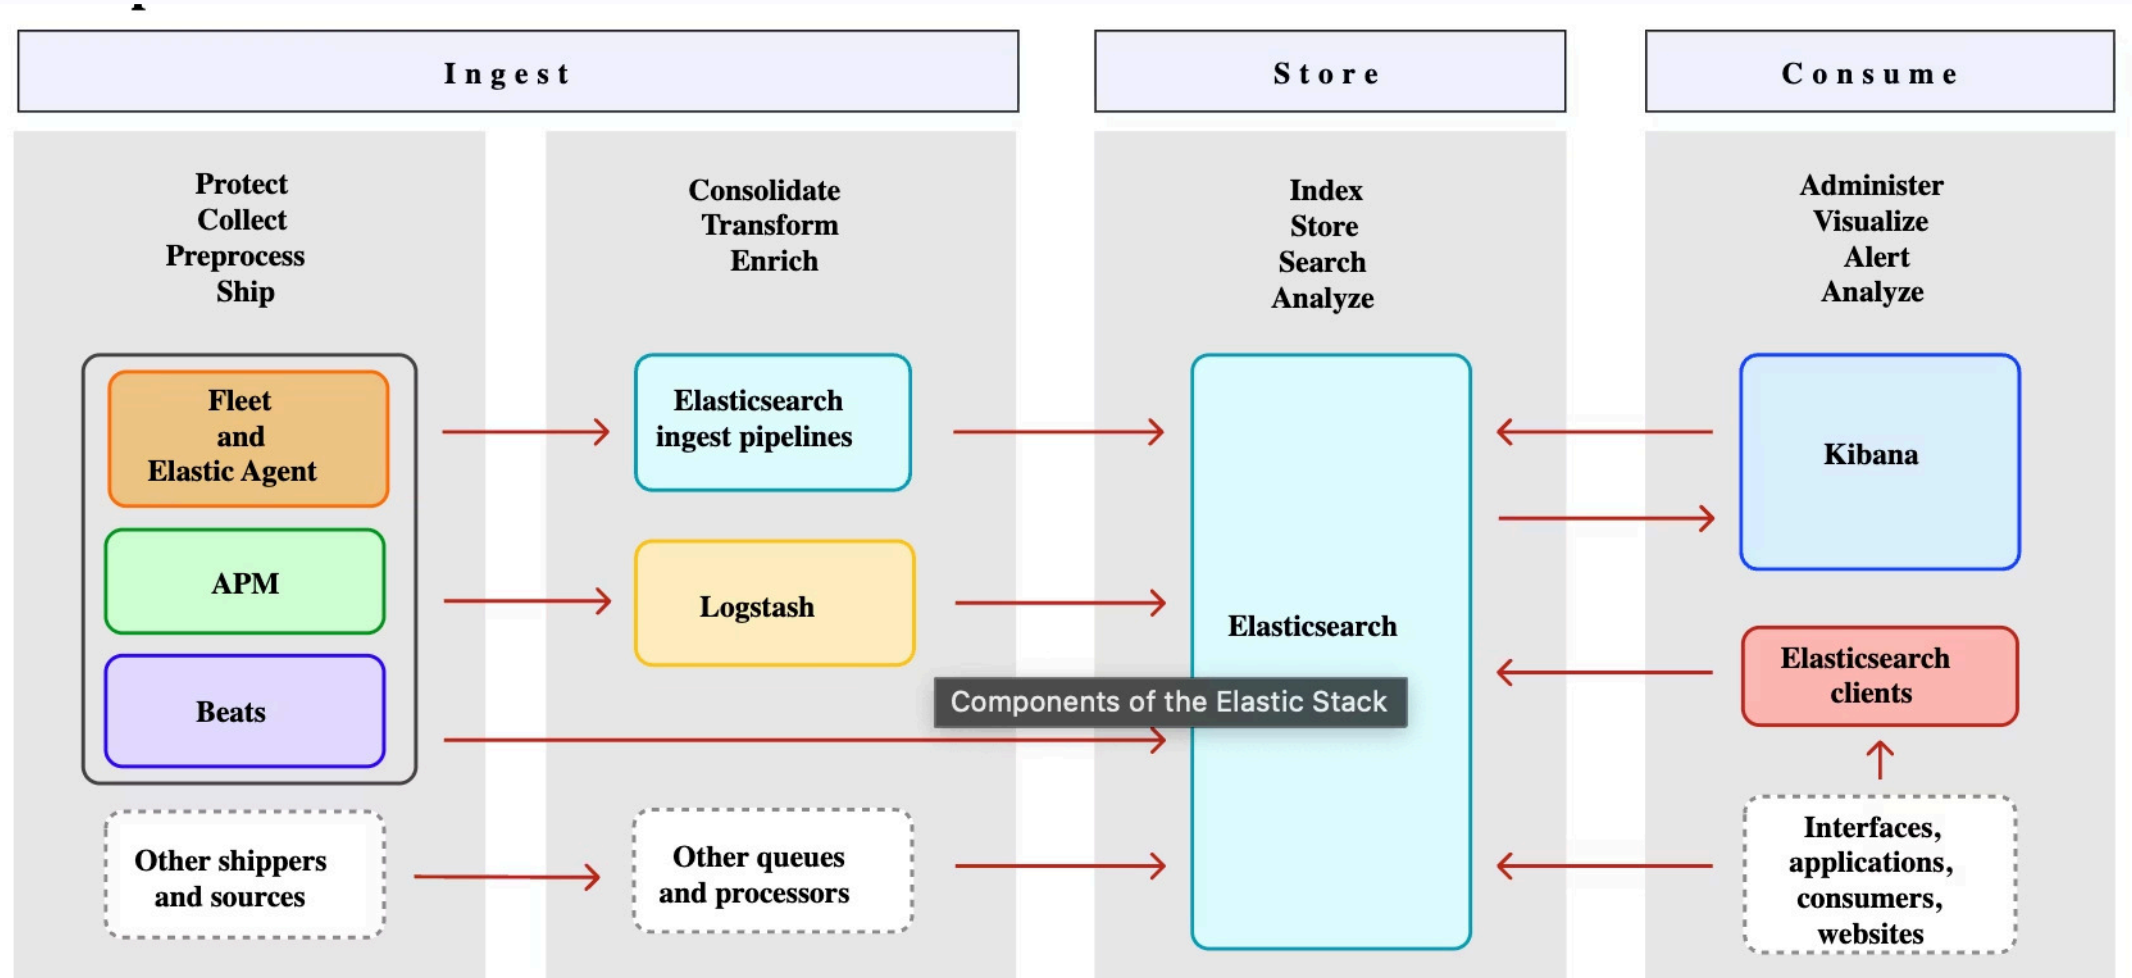 Ingest
Store
Consume
Protect
Collect
Preprocess
Ship
Consolidate
Transform
Enrich
Index
Store
Search
Analyze
Administer
Visualize
Alert
Analyze
Fleet
and
Elastic Agent
APM
Beats
Other shippers
and sources
Elasticsearch
ingest pipelines
Logstash
Other queues
and processors
Elasticsearch
Components of the Elastic Stack
Kibana
Elasticsearch
clients
Interfaces,
applications,
consumers,
websites